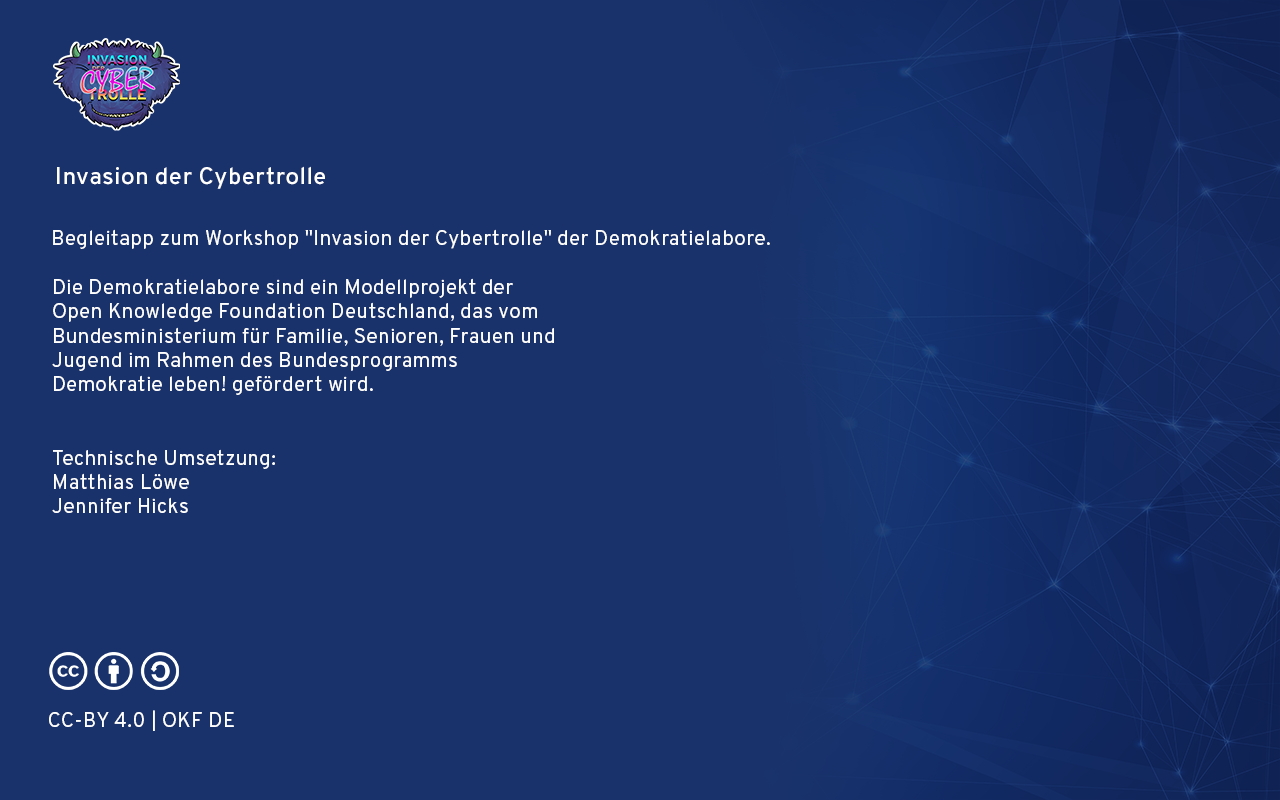 INVASION
DER
CYBER
TROLLE
Invasion der Cybertrolle
Begleitapp zum Workshop "Invasion der Cybertrolle" der Demokratielabore.
Die Demokratielabore sind ein Modellprojekt der
Open Knowledge Foundation Deutschland, das vom
Bundesministerium für Familie, Senioren, Frauen und
Jugend im Rahmen des Bundesprogramms
Demokratie leben! gefördert wird.
Technische Umsetzung:
Matthias Löwe
Jennifer Hicks
cc
CC-BY 4.0 | OKF DE